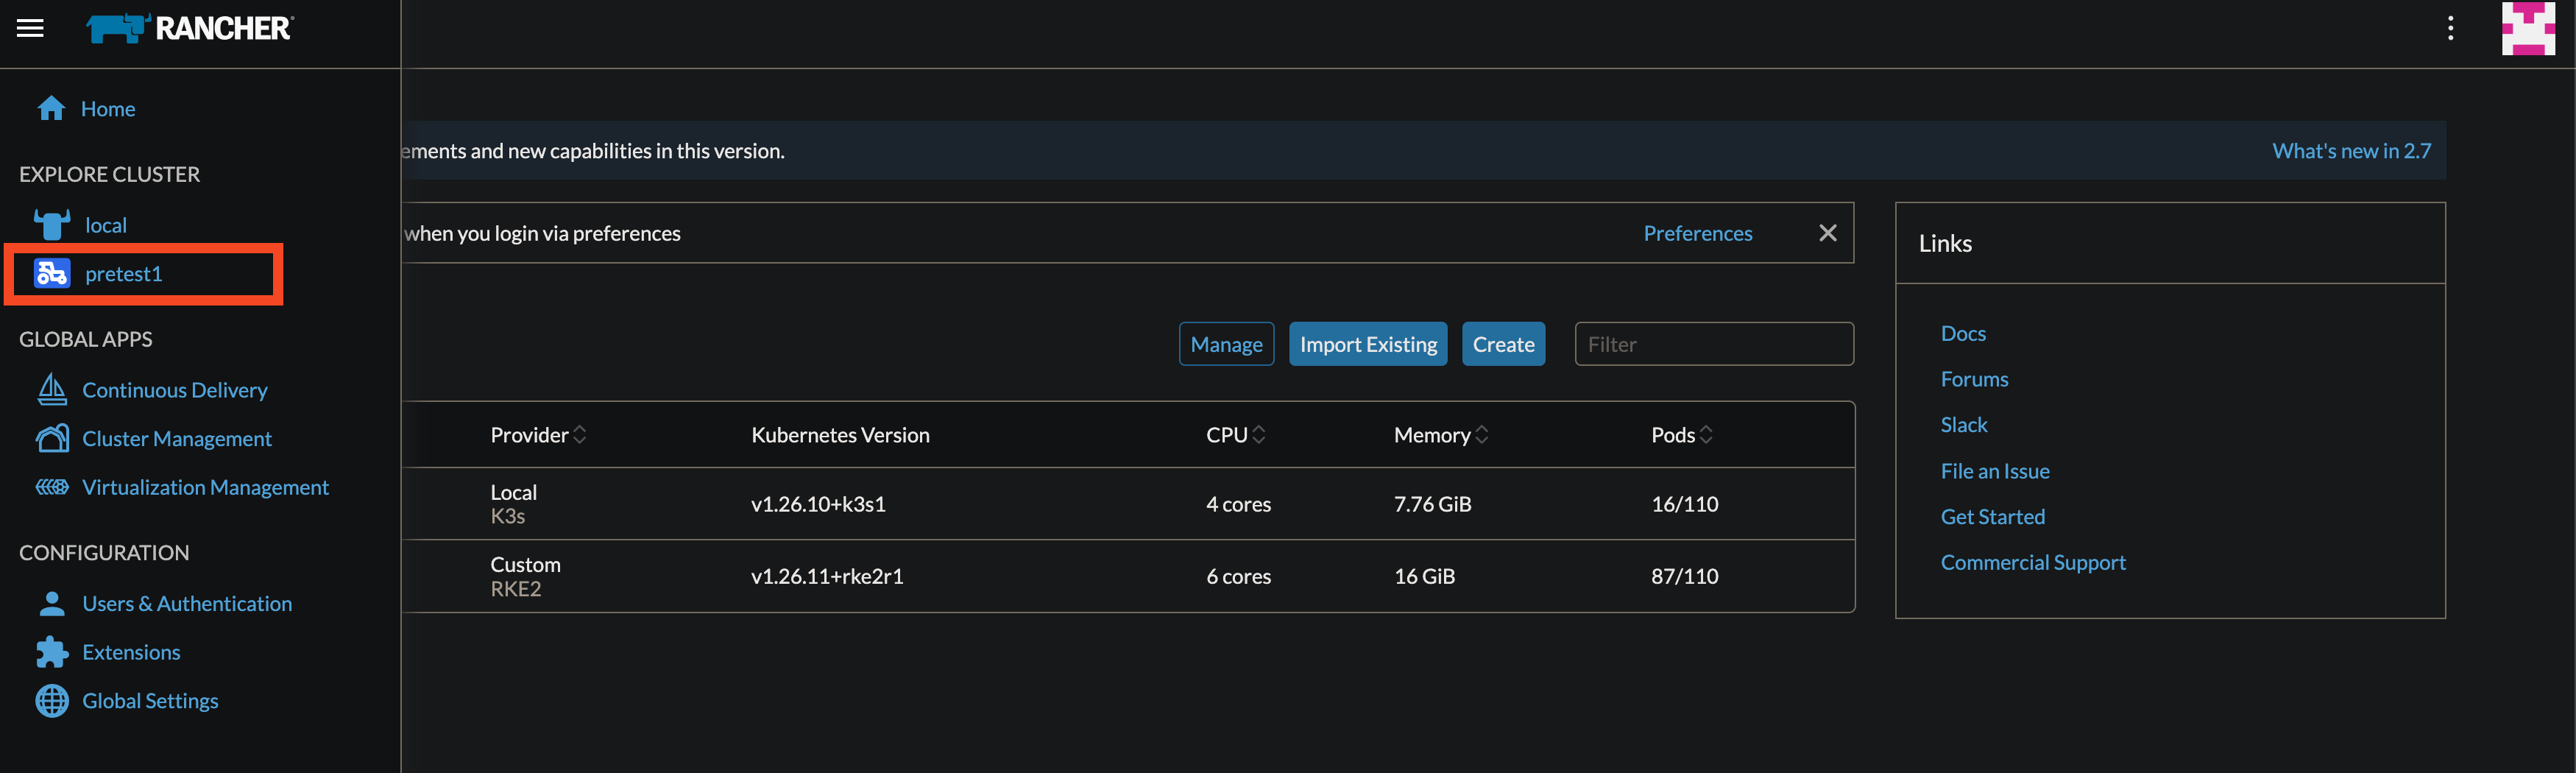 RANCHER
Home
EXPLORE CLUSTER
local
pretest1
GLOBAL APPS
Continuous Delivery
Cluster Management
Virtualization Management
CONFIGURATION
Users & Authentication
Extensions
Global Settings
ements and new capabilities in this version.
What's new in 2.7
when you login via preferences
Preferences
Manage
Import Existing
Create
Filter
Provider Kubernetes Version CPU Memory Pods
Local
K3s
v1.26.10+k3s1 4 cores 7.76 GiB 16/110
Custom
RKE2
v1.26.11+rke2r1 6 cores 16 GiB 87/110
Links
Docs
Forums
Slack
File an Issue
Get Started
Commercial Support